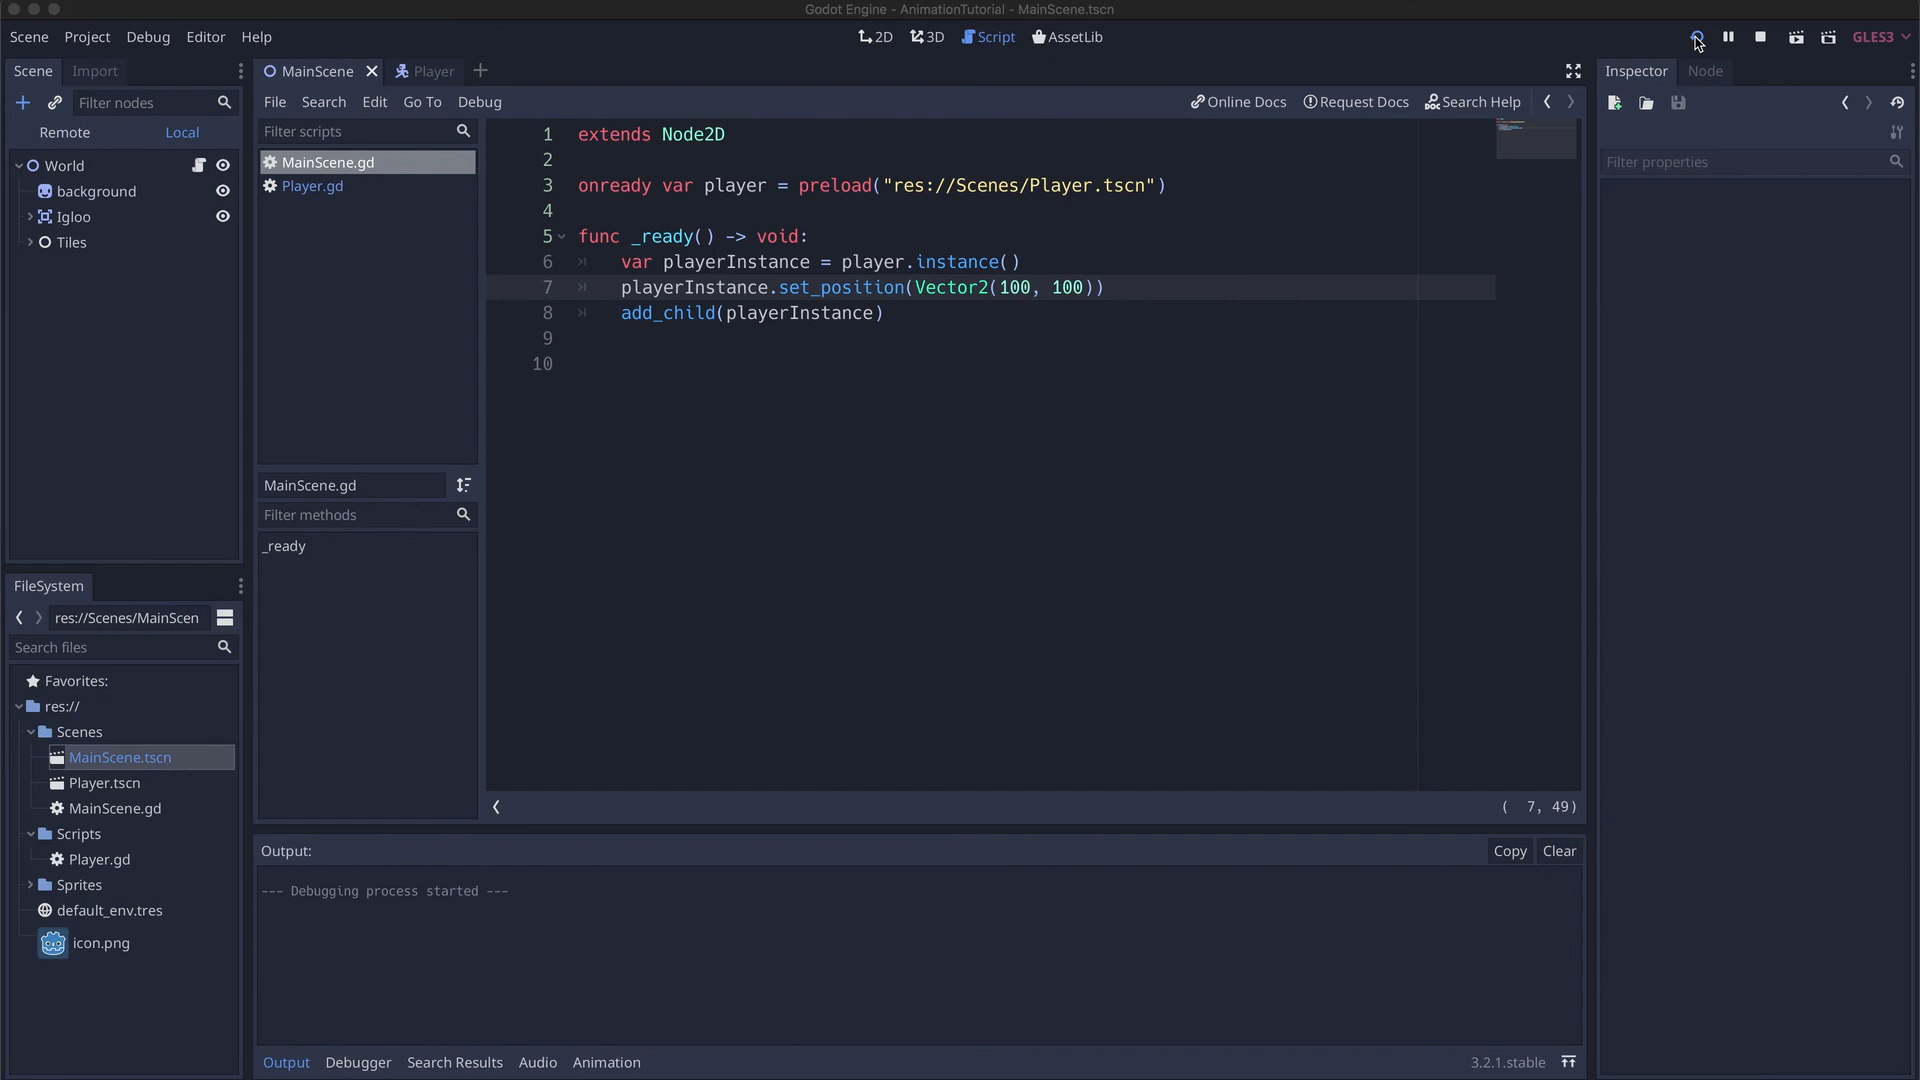 Godot Engine - AnimationTutorial - MainScene.tscn
Scene Project Debug Editor Help
2D 3D Script AssetLib
GLES3
Scene Import
MainScene Player
Inspector Node
Filter nodes
File Search Edit Go To Debug
Online Docs Request Docs Search Help
Remote Local
Filter scripts
Filter properties
World
background
Igloo
Tiles
MainScene.gd
Player.gd
1 extends Node2D
2
3 onready var player = preload("res://Scenes/Player.tscn")
4
5 func _ready() -> void:
6 var playerInstance = player.instance()
7 playerInstance.set_position(Vector2(100, 100))
8 add_child(playerInstance)
9
10
MainScene.gd
Filter methods
_ready
( 7, 49)
FileSystem
res://Scenes/MainScen
Search files
Favorites:
res://
Scenes
MainScene.tscn
Player.tscn
MainScene.gd
Scripts
Player.gd
Sprites
default_env.tres
icon.png
Output:
Copy Clear
--- Debugging process started ---
Output Debugger Search Results Audio Animation
3.2.1.stable